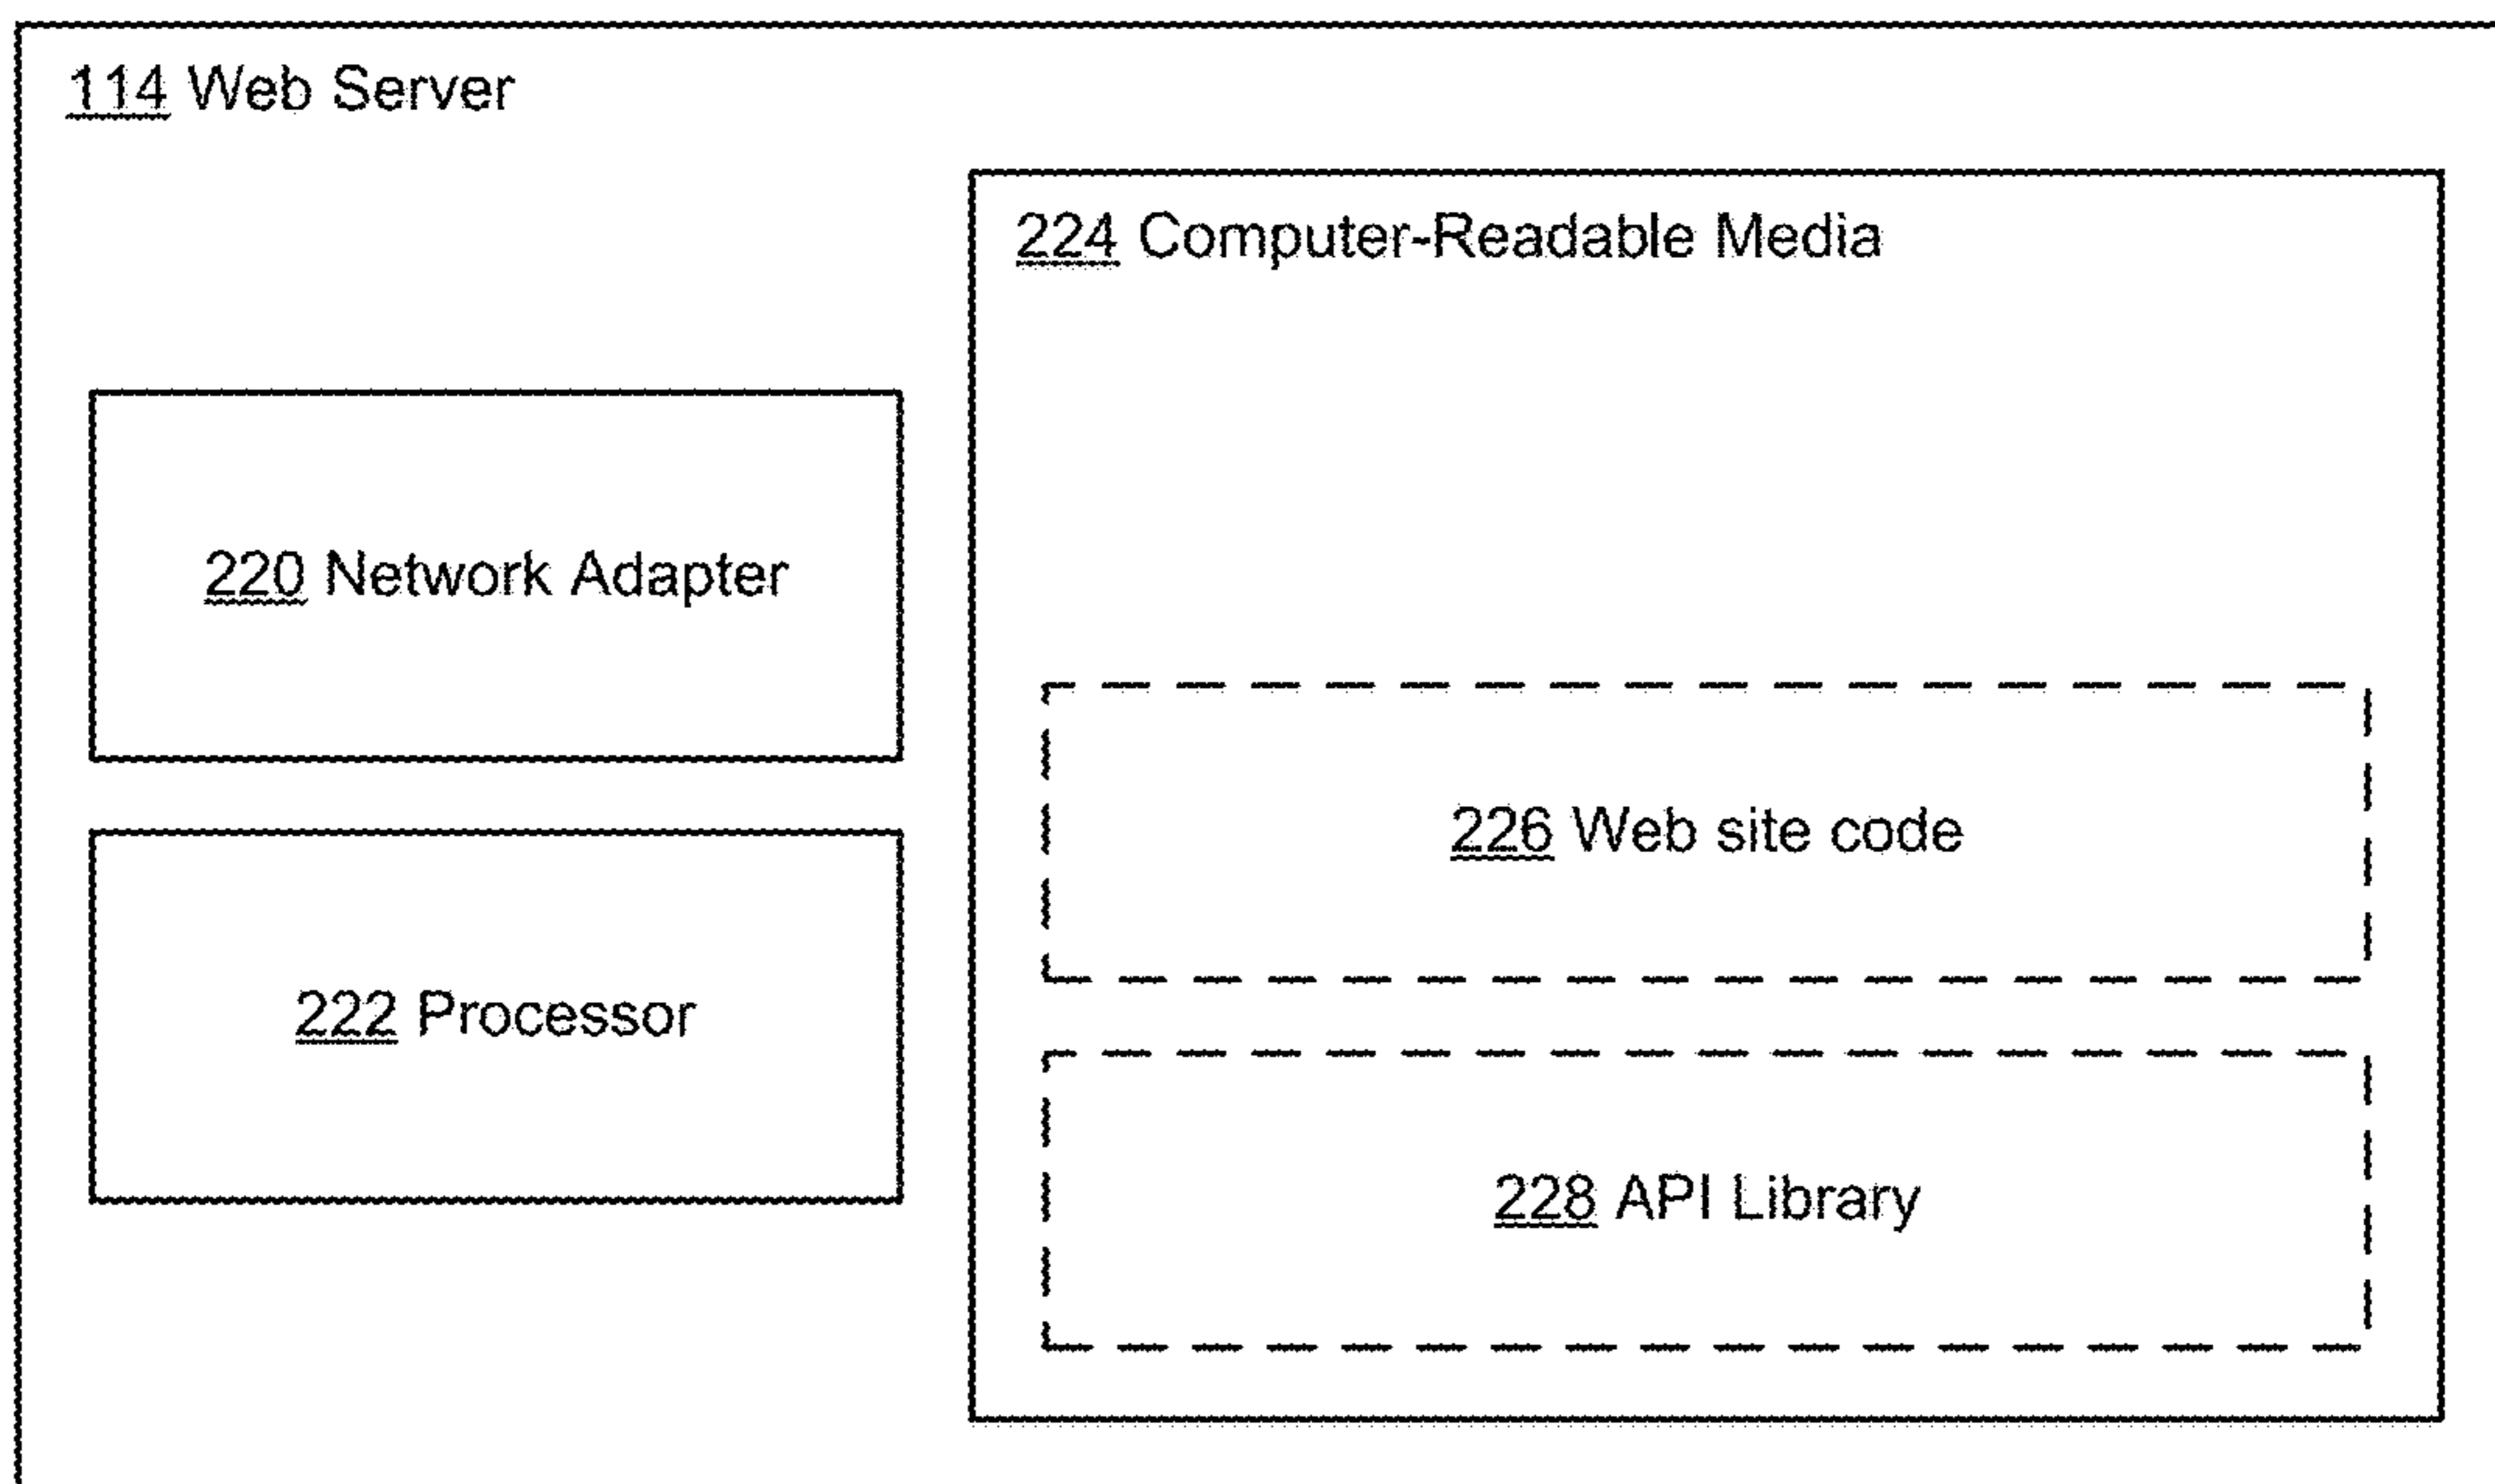 114 Web Server
224 Computer-Readable Media
220 Network Adapter
226 Web site code
222 Processor
228 API Library